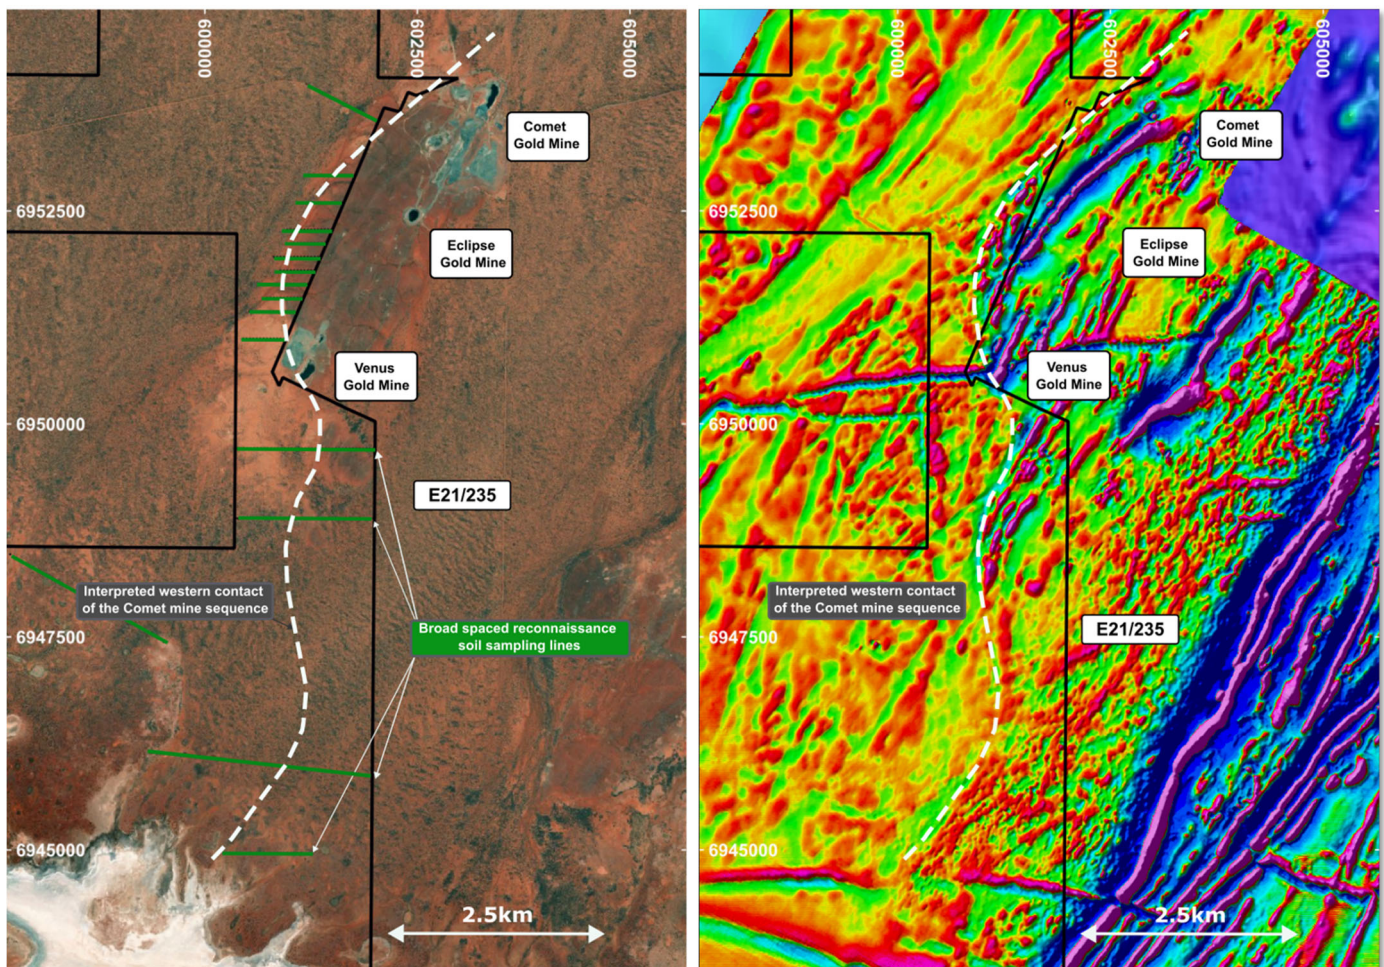 600000
602500
605000
Comet
Gold Mine
6952500
Eclipse
Gold Mine
Venus
Gold Mine
6950000
E21/235
Interpreted western contact
of the Comet mine sequence
Broad spaced reconnaissance
soil sampling lines
6947500
6945000
2.5km
600000
602500
605000
Comet
Gold Mine
6952500
Eclipse
Gold Mine
Venus
Gold Mine
6950000
Interpreted western contact
of the Comet mine sequence
E21/235
6947500
6945000
2.5km